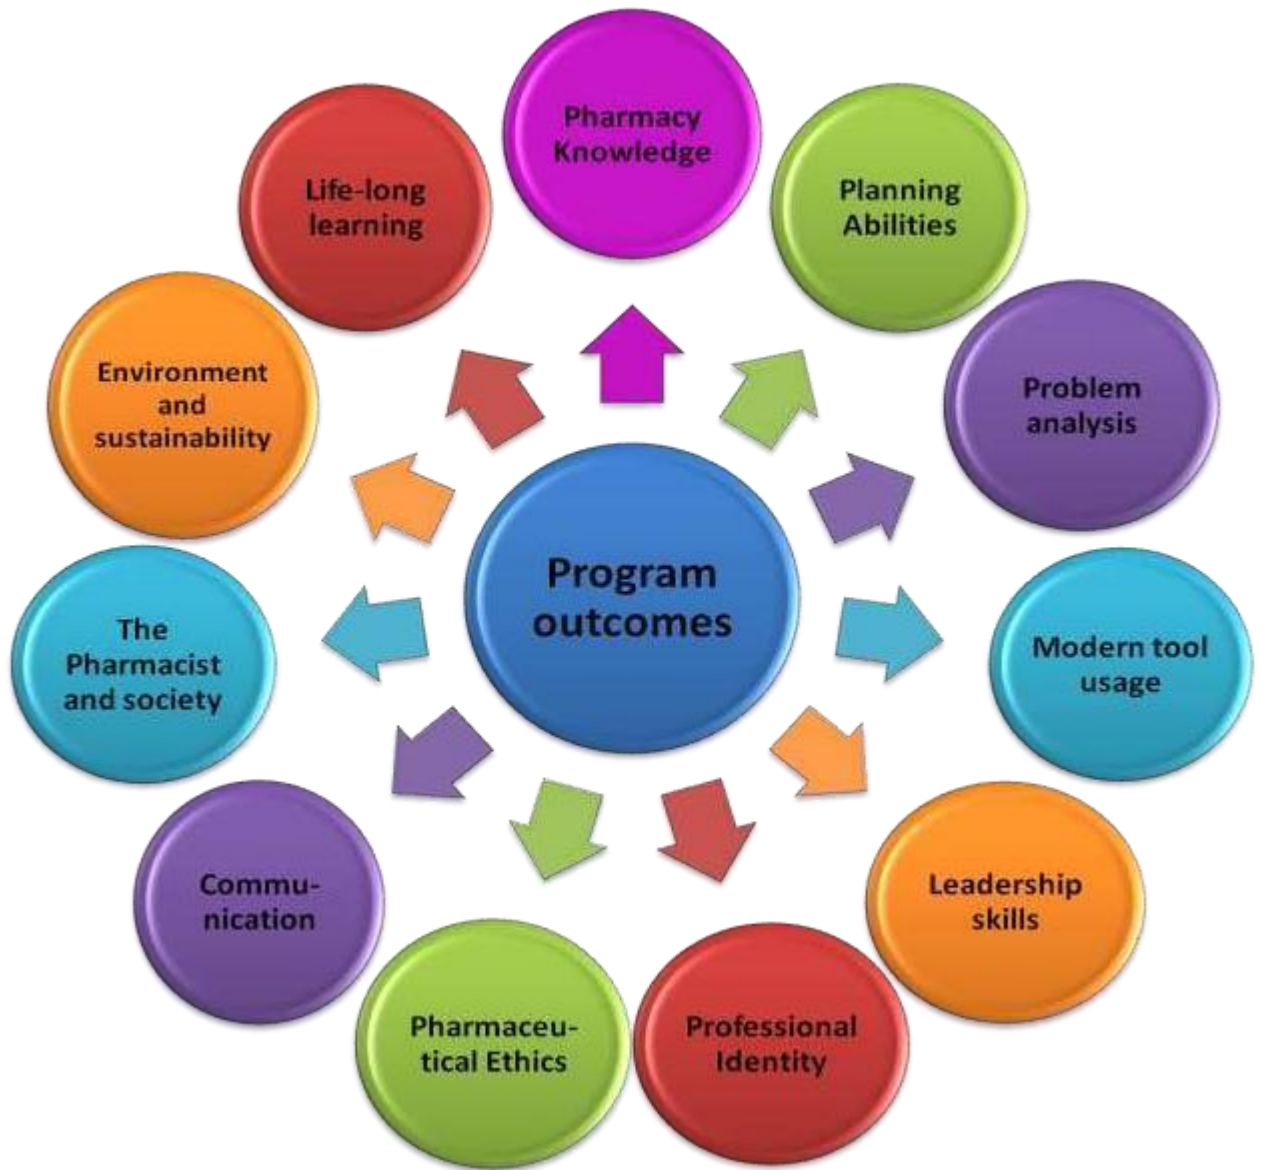 Pharmacy
Knowledge
Planning
Abilities
Problem
analysis
Modern tool
usage
Leadership
skills
Professional
Identity
Pharmaceu-
tical Ethics
Commu-
nication
The
Pharmacist
and society
Environment
and
sustainability
Life-long
learning
Program
outcomes